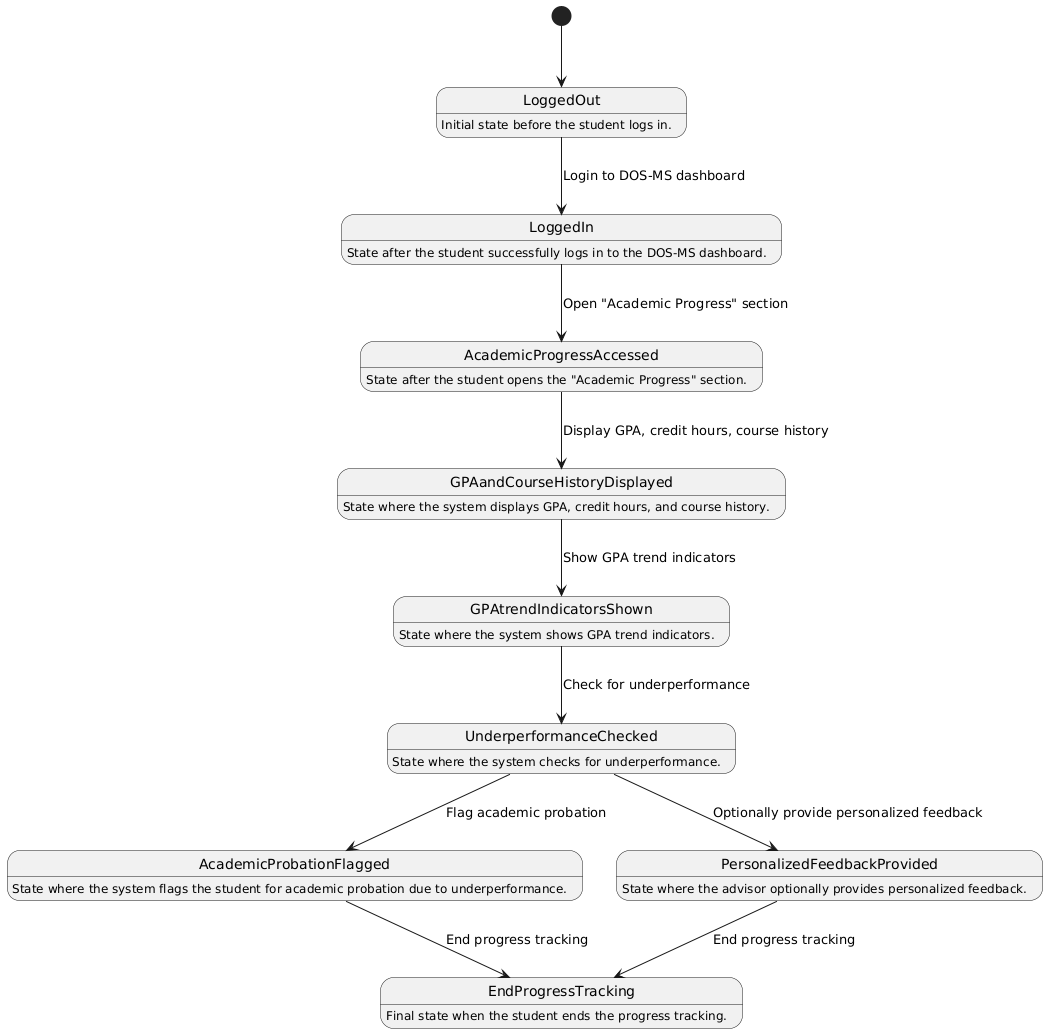 LoggedOut
Initial state before the student logs in.
Login to DOS-MS dashboard
LoggedIn
State after the student successfully logs in to the DOS-MS dashboard.
Open "Academic Progress" section
AcademicProgressAccessed
State after the student opens the "Academic Progress" section.
Display GPA, credit hours, course history
GPAandCourseHistoryDisplayed
State where the system displays GPA, credit hours, and course history.
Show GPA trend indicators
GPAtrendIndicatorsShown
State where the system shows GPA trend indicators.
Check for underperformance
UnderperformanceChecked
State where the system checks for underperformance.
Flag academic probation
Optionally provide personalized feedback
AcademicProbationFlagged
State where the system flags the student for academic probation due to underperformance.
PersonalizedFeedbackProvided
State where the advisor optionally provides personalized feedback.
End progress tracking
End progress tracking
EndProgressTracking
Final state when the student ends the progress tracking.